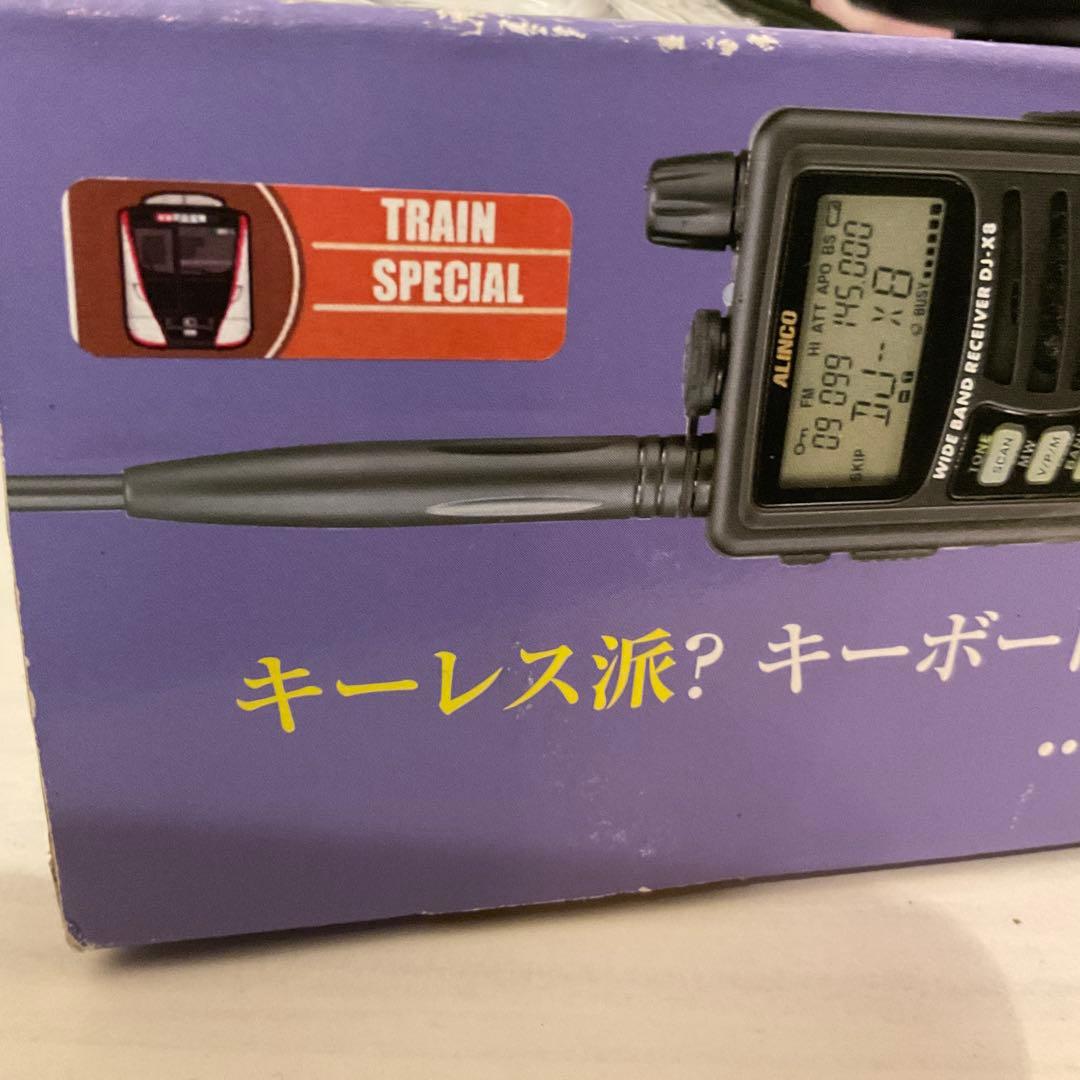 TRAIN
SPECIAL
ALINCO
FM HI ATT APO BS
09 099 145.000
SKIP DJ-X8
BUSY
WIDE BAND RECEIVER DJ-X8
TONE
SCAN
MW
V/P/M
BAN
キーレス派? キーボー
..